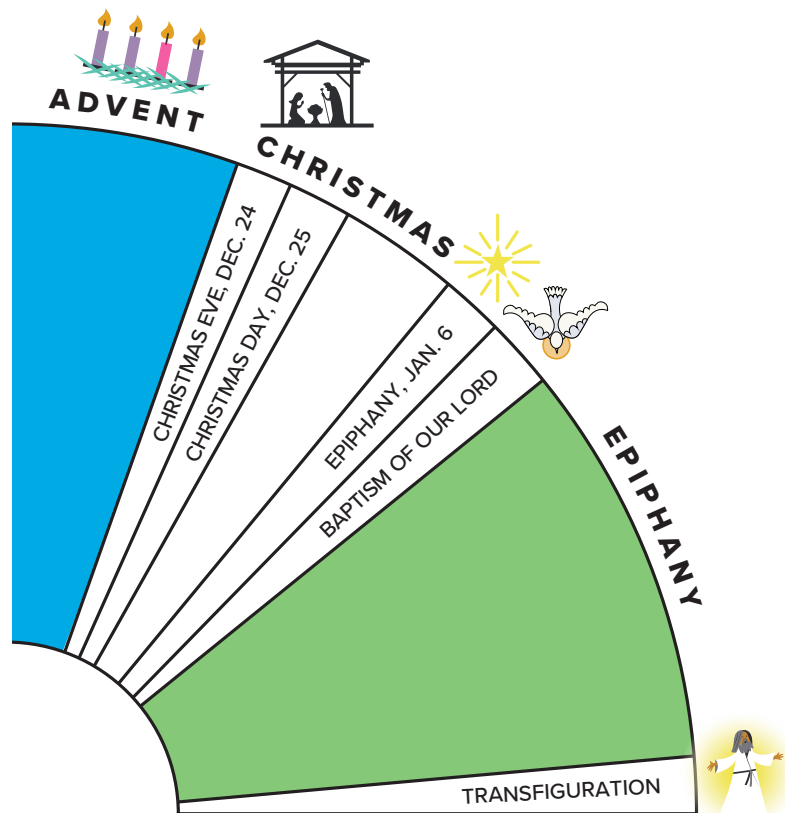 ADVENT
CHRISTMAS
CHRISTMAS EVE, DEC. 24
CHRISTMAS DAY, DEC. 25
EPIPHANY, JAN. 6
BAPTISM OF OUR LORD
EPIPHANY
TRANSFIGURATION